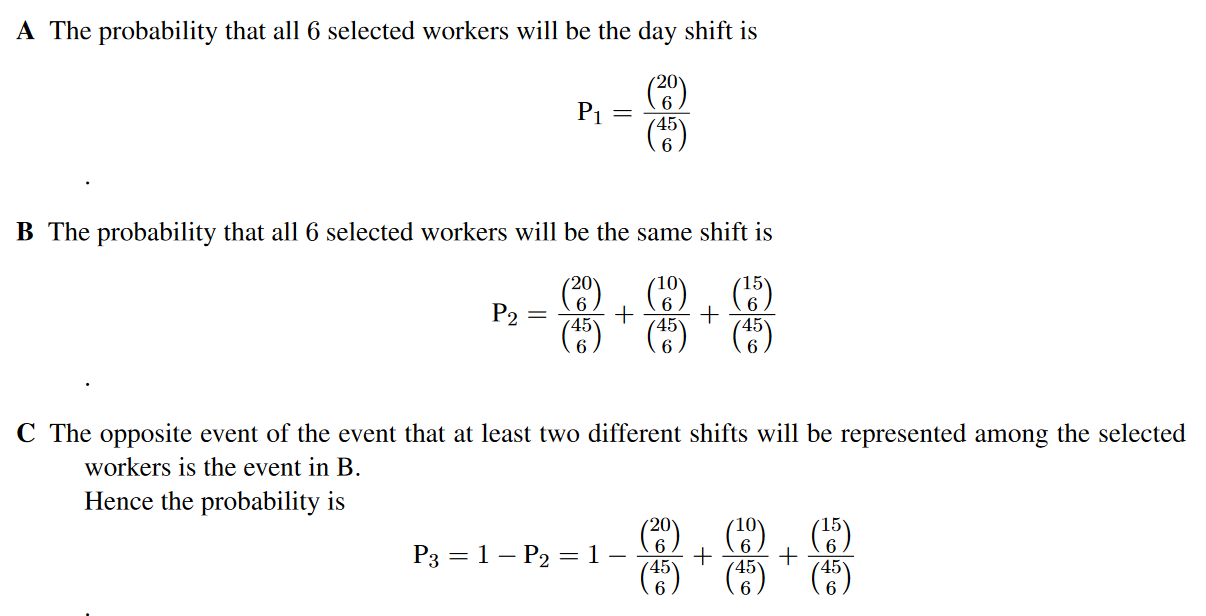 A The probability that all 6 selected workers will be the day shift is
P₁ = \frac{\binom{20}{6}}{\binom{45}{6}}
.
B The probability that all 6 selected workers will be the same shift is
P₂ = \frac{\binom{20}{6}}{\binom{45}{6}} + \frac{\binom{10}{6}}{\binom{45}{6}} + \frac{\binom{15}{6}}{\binom{45}{6}}
.
C The opposite event of the event that at least two different shifts will be represented among the selected
workers is the event in B.
Hence the probability is
P₃ = 1 − P₂ = 1 − \frac{\binom{20}{6}}{\binom{45}{6}} + \frac{\binom{10}{6}}{\binom{45}{6}} + \frac{\binom{15}{6}}{\binom{45}{6}}
.